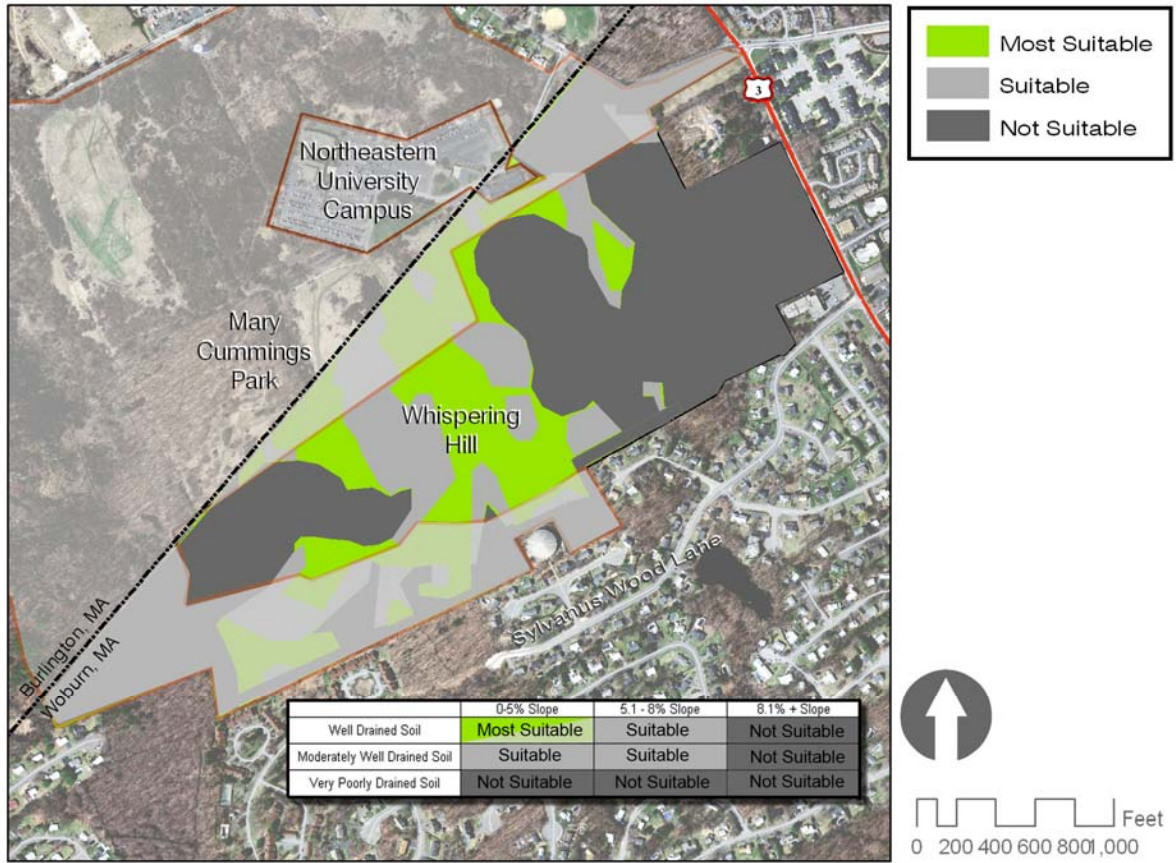 Most Suitable
Suitable
Not Suitable
3
Northeastern
University
Campus
Mary
Cummings
Park
Whispering
Hill
Sylvanus Wood Lane
Burlington, MA
Woburn, MA
0-5% Slope 5.1 - 8% Slope 8.1% + Slope
Well Drained Soil Most Suitable Suitable Not Suitable
Moderately Well Drained Soil Suitable Suitable Not Suitable
Very Poorly Drained Soil Not Suitable Not Suitable Not Suitable
Feet
0 200 400 600 800 1,000